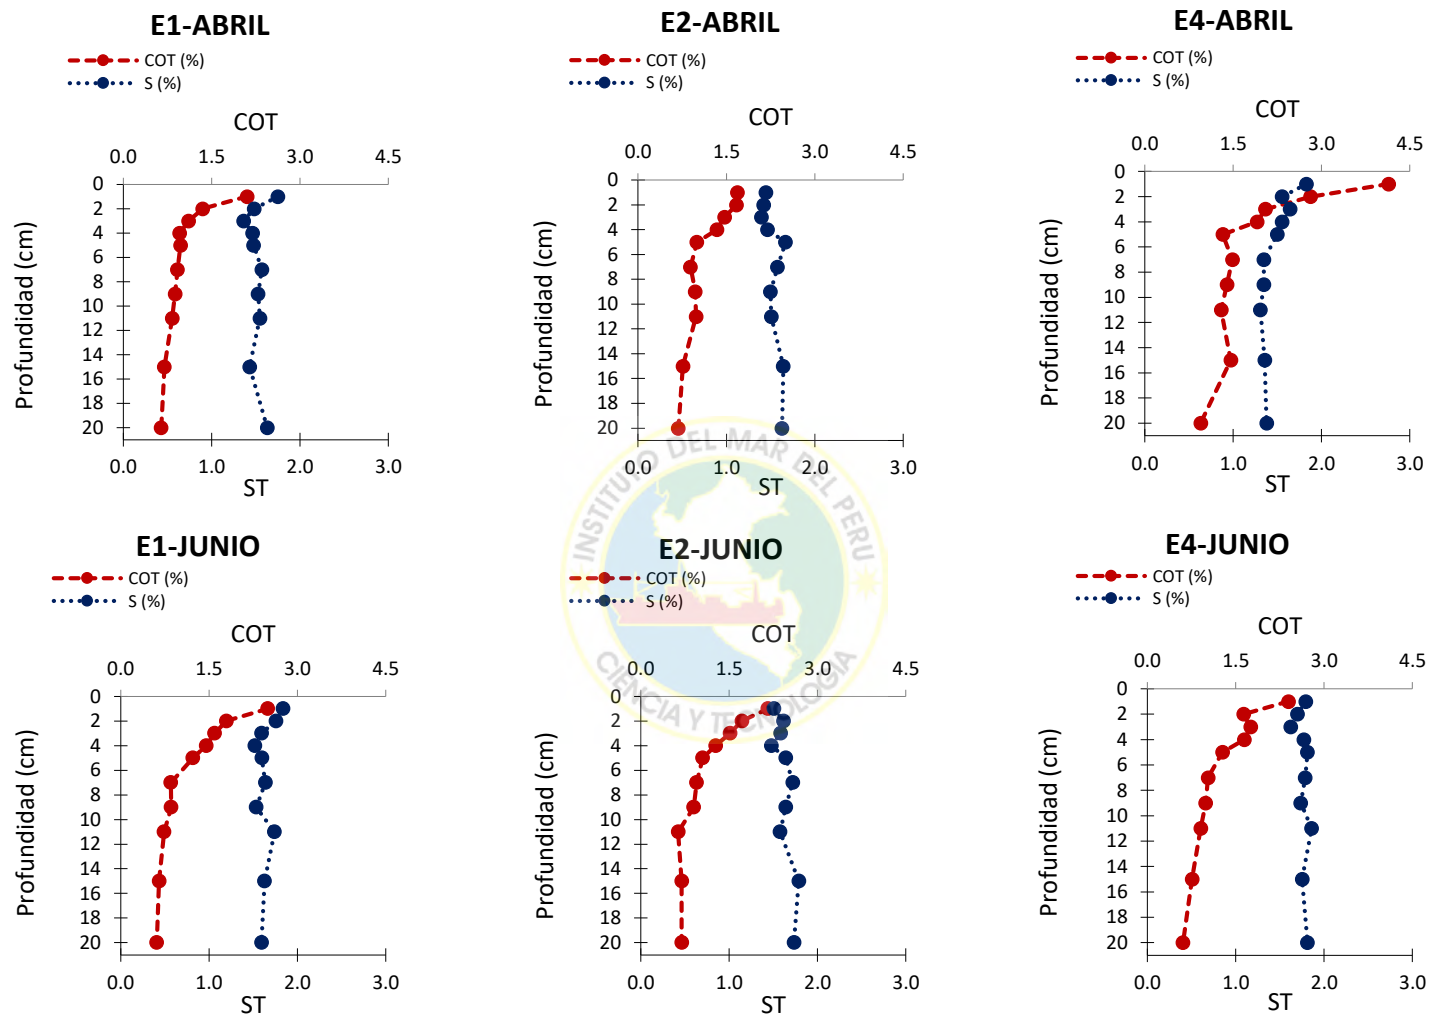 E1-ABRIL
COT (%)
S (%)
COT
0.0 1.5 3.0 4.5
0
2
4
6
8
10
12
14
16
18
20
Profundidad (cm)
0.0 1.0 2.0 3.0
ST
E2-ABRIL
COT (%)
S (%)
COT
0.0 1.5 3.0 4.5
0
2
4
6
8
10
12
14
16
18
20
Profundidad (cm)
0.0 1.0 2.0 3.0
ST
E4-ABRIL
COT (%)
S (%)
COT
0.0 1.5 3.0 4.5
0
2
4
6
8
10
12
14
16
18
20
Profundidad (cm)
0.0 1.0 2.0 3.0
ST
E1-JUNIO
COT (%)
S (%)
COT
0.0 1.5 3.0 4.5
0
2
4
6
8
10
12
14
16
18
20
Profundidad (cm)
0.0 1.0 2.0 3.0
ST
E2-JUNIO
COT (%)
S (%)
COT
0.0 1.5 3.0 4.5
0
2
4
6
8
10
12
14
16
18
20
Profundidad (cm)
0.0 1.0 2.0 3.0
ST
E4-JUNIO
COT (%)
S (%)
COT
0.0 1.5 3.0 4.5
0
2
4
6
8
10
12
14
16
18
20
Profundidad (cm)
0.0 1.0 2.0 3.0
ST
INSTITUTO DEL MAR DEL PERU
CIENCIA Y TECNOLOGIA